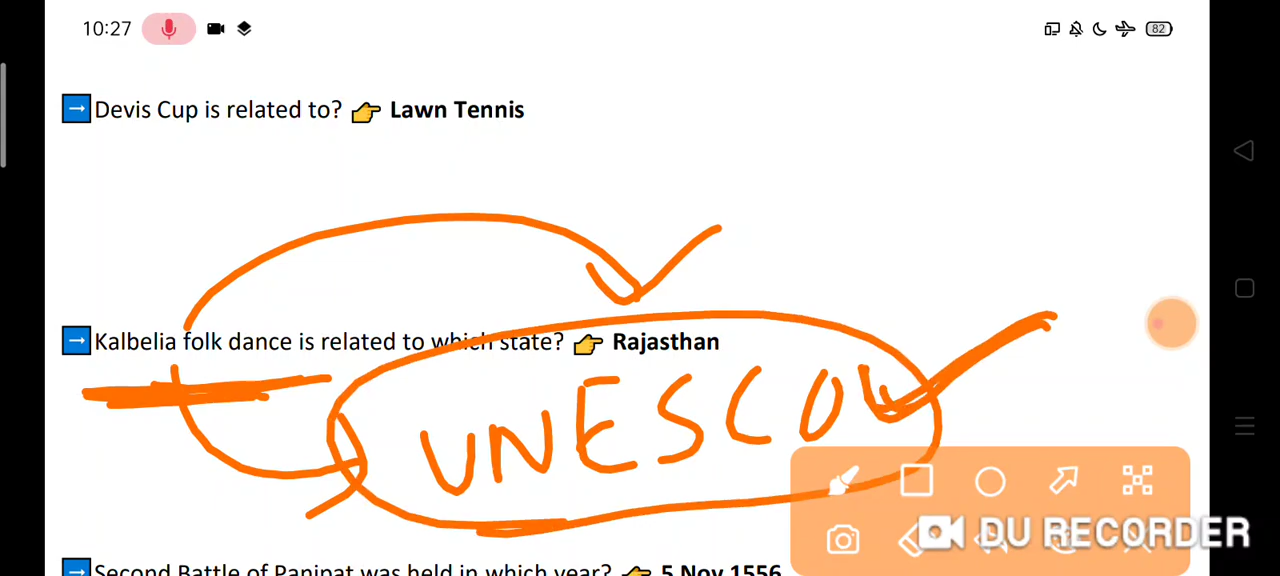 10:27 82
➡Devis Cup is related to? 👉 Lawn Tennis
➡Kalbelia folk dance is related to which state? 👉 Rajasthan
UNESCO
➡Second Battle of Panipat was held in which year? 👉 5 Nov 1556
DU RECORDER